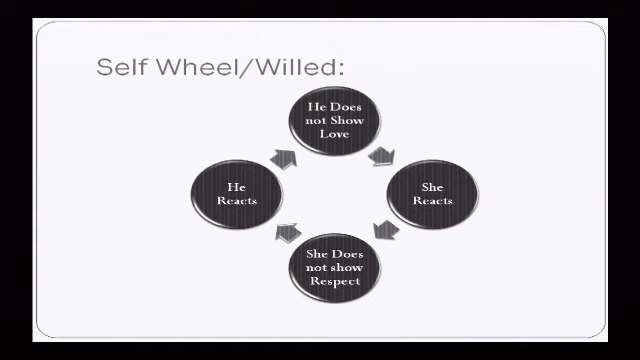 Self Wheel/Willed:
He Does
not Show
Love
She
Reacts
She Does
not show
Respect
He
Reacts